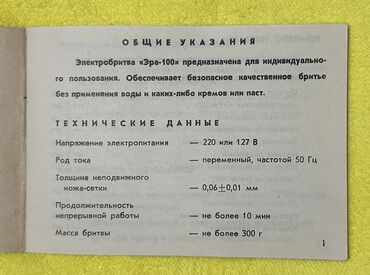 ОБЩИЕ УКАЗАНИЯ
Электробритва «Эра-100» предназначена для индивидуально-
го пользования. Обеспечивает безопасное качественное бритье
без применения воды и каких-либо кремов или паст.
ТЕХНИЧЕСКИЕ ДАННЫЕ
Напряжение электропитания — 220 или 127 В
Род тока — переменный, частотой 50 Гц
Толщина неподвижного
ножа-сетки — 0,06±0,01 мм
Продолжительность
непрерывной работы — не более 10 мин
Масса бритвы — не более 300 г
1